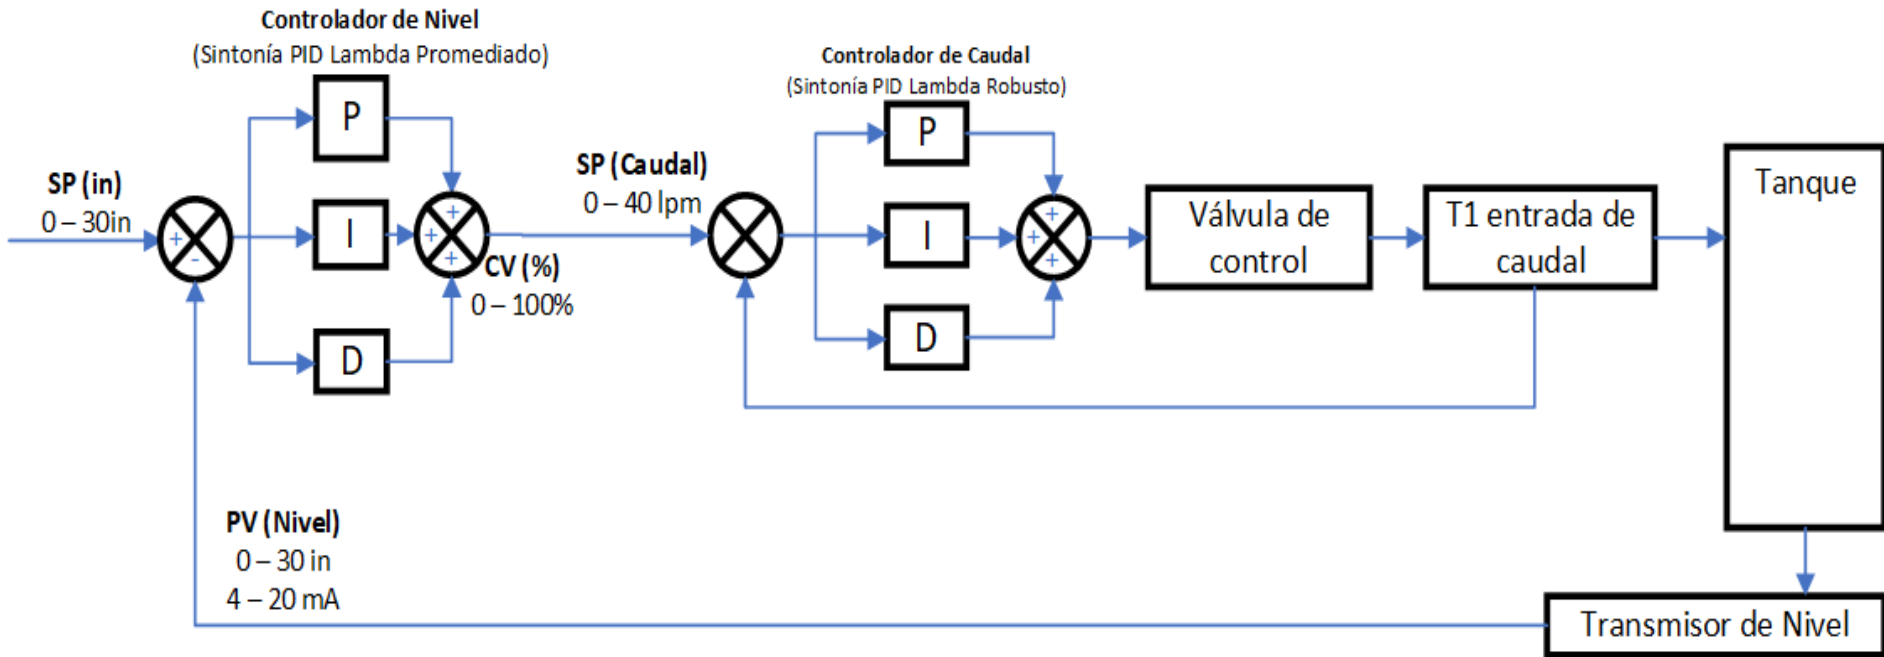 Controlador de Nivel
(Sintonía PID Lambda Promediado)
Controlador de Caudal
(Sintonía PID Lambda Robusto)
P
P
SP (in)
0 – 30in
+
-
I
+
+
+
SP (Caudal)
0 – 40 lpm
CV (%)
0 – 100%
I
+
+
+
Válvula de
control
T1 entrada de
caudal
Tanque
D
D
PV (Nivel)
0 – 30 in
4 – 20 mA
Transmisor de Nivel